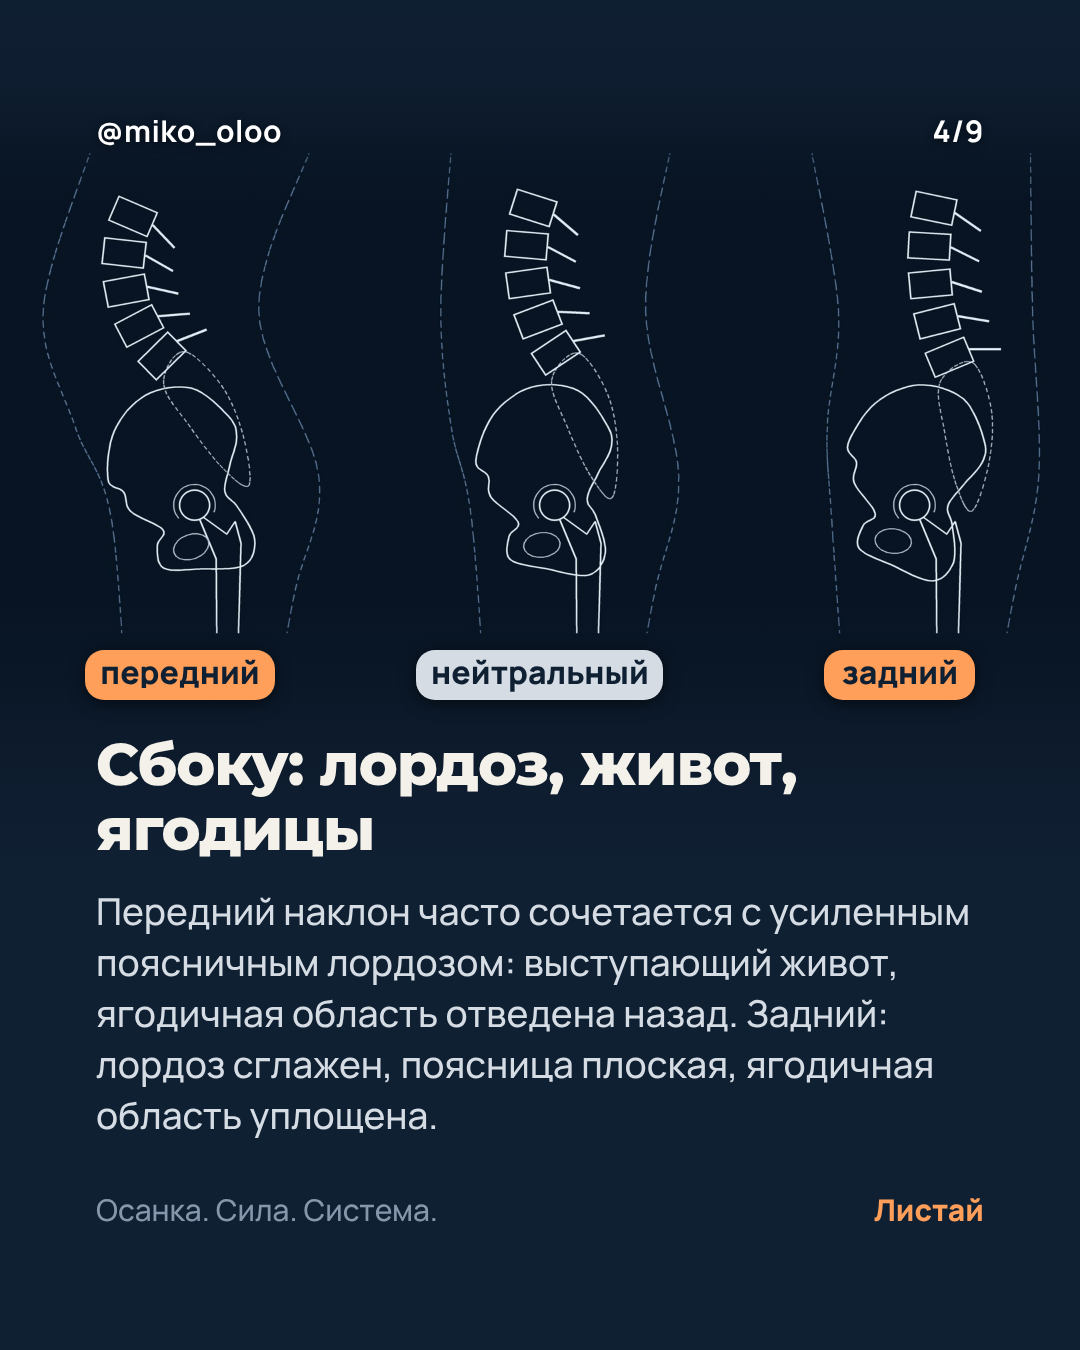 @miko_oloo
4/9
передний
нейтральный
задний
Сбоку: лордоз, живот,
ягодицы
Передний наклон часто сочетается с усиленным
поясничным лордозом: выступающий живот,
ягодичная область отведена назад. Задний:
лордоз сглажен, поясница плоская, ягодичная
область уплощена.
Осанка. Сила. Система.
Листай